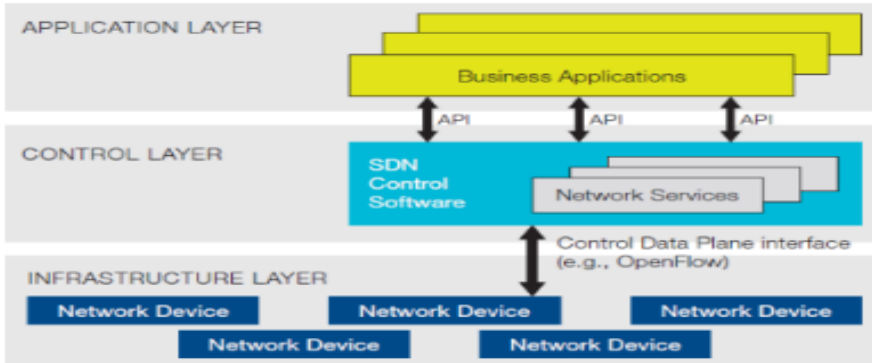 APPLICATION LAYER
Business Applications
API
API
API
CONTROL LAYER
SDN
Control
Software
Network Services
Control Data Plane interface
(e.g., OpenFlow)
INFRASTRUCTURE LAYER
Network Device
Network Device
Network Device
Network Device
Network Device